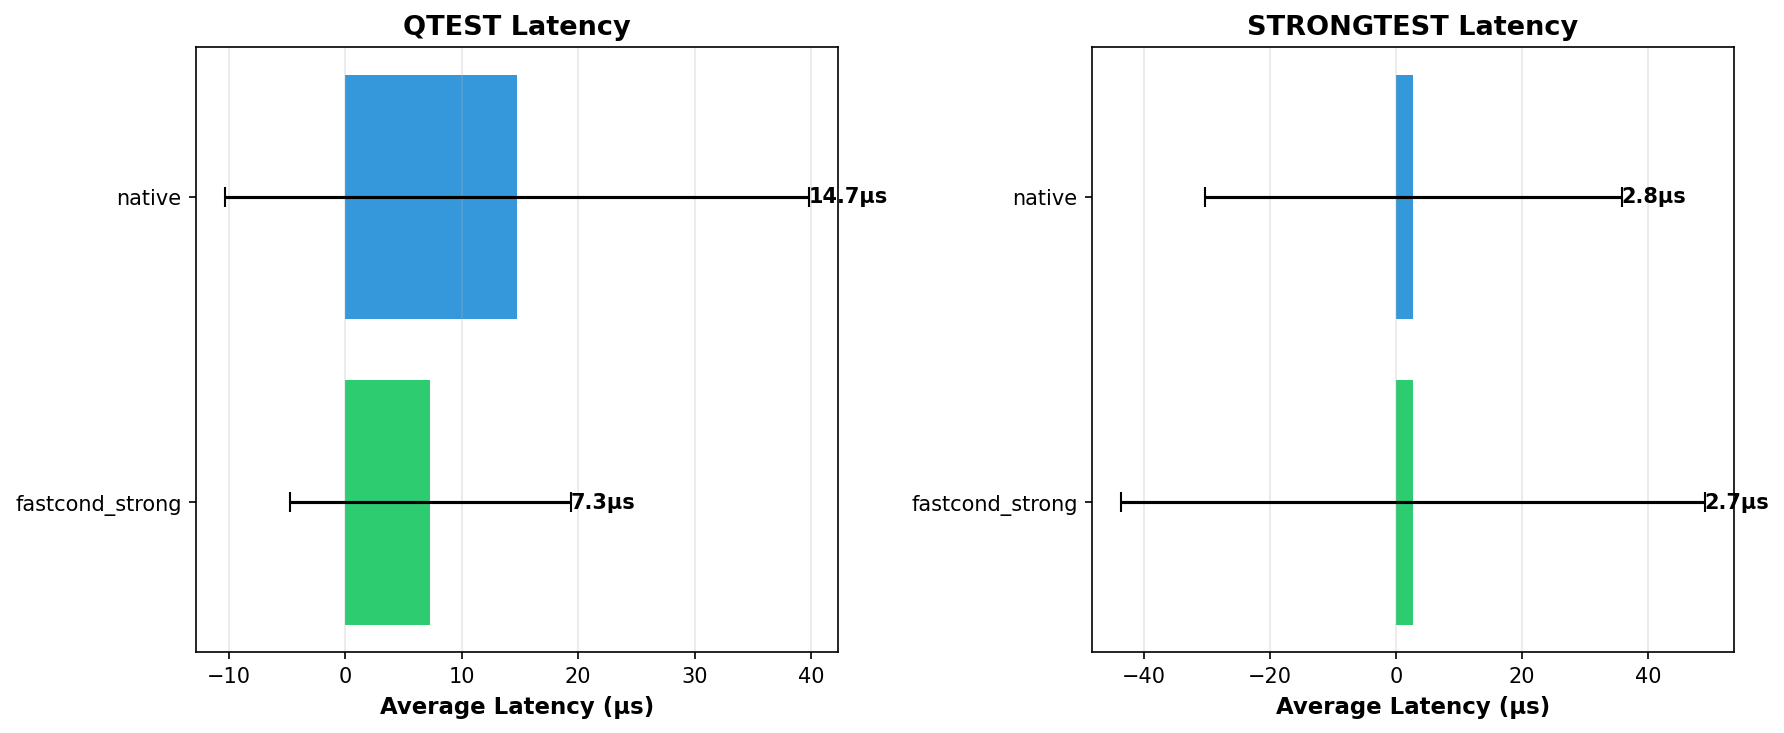 QTEST Latency
native
14.7μs
fastcond_strong
7.3μs
−10 0 10 20 30 40
Average Latency (μs)
STRONGTEST Latency
native
2.8μs
fastcond_strong
2.7μs
−40 −20 0 20 40
Average Latency (μs)